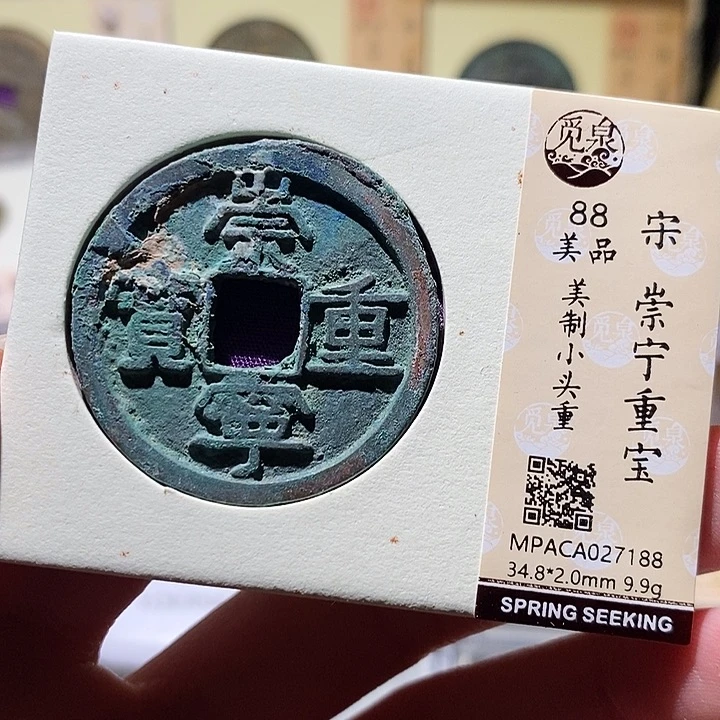 崇
重
寧
寳
觅泉
宋 崇宁重宝
88
美品
美制小头重
MPACA027188
34.8*2.0mm 9.9g
SPRING SEEKING